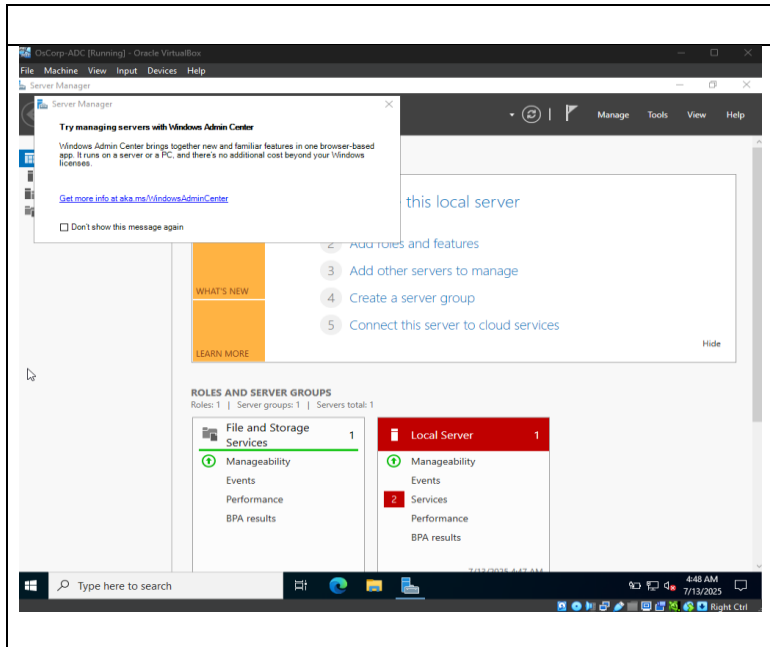 OsCorp-ADC [Running] - Oracle VirtualBox
File Machine View Input Devices Help
Server Manager
Server Manager
Try managing servers with Windows Admin Center
Windows Admin Center brings together new and familiar features in one browser-based
app. It runs on a server or a PC, and there's no additional cost beyond your Windows
licenses.
Get more info at aka.ms/WindowsAdminCenter
Don't show this message again
Manage Tools View Help
this local server
2 Add roles and features
3 Add other servers to manage
4 Create a server group
5 Connect this server to cloud services
WHAT'S NEW
LEARN MORE
Hide
ROLES AND SERVER GROUPS
Roles: 1 | Server groups: 1 | Servers total: 1
File and Storage
Services
1
Manageability
Events
Performance
BPA results
Local Server 1
Manageability
Events
2 Services
Performance
BPA results
7/13/2025 4:47 AM
Type here to search
4:48 AM
7/13/2025
Right Ctrl